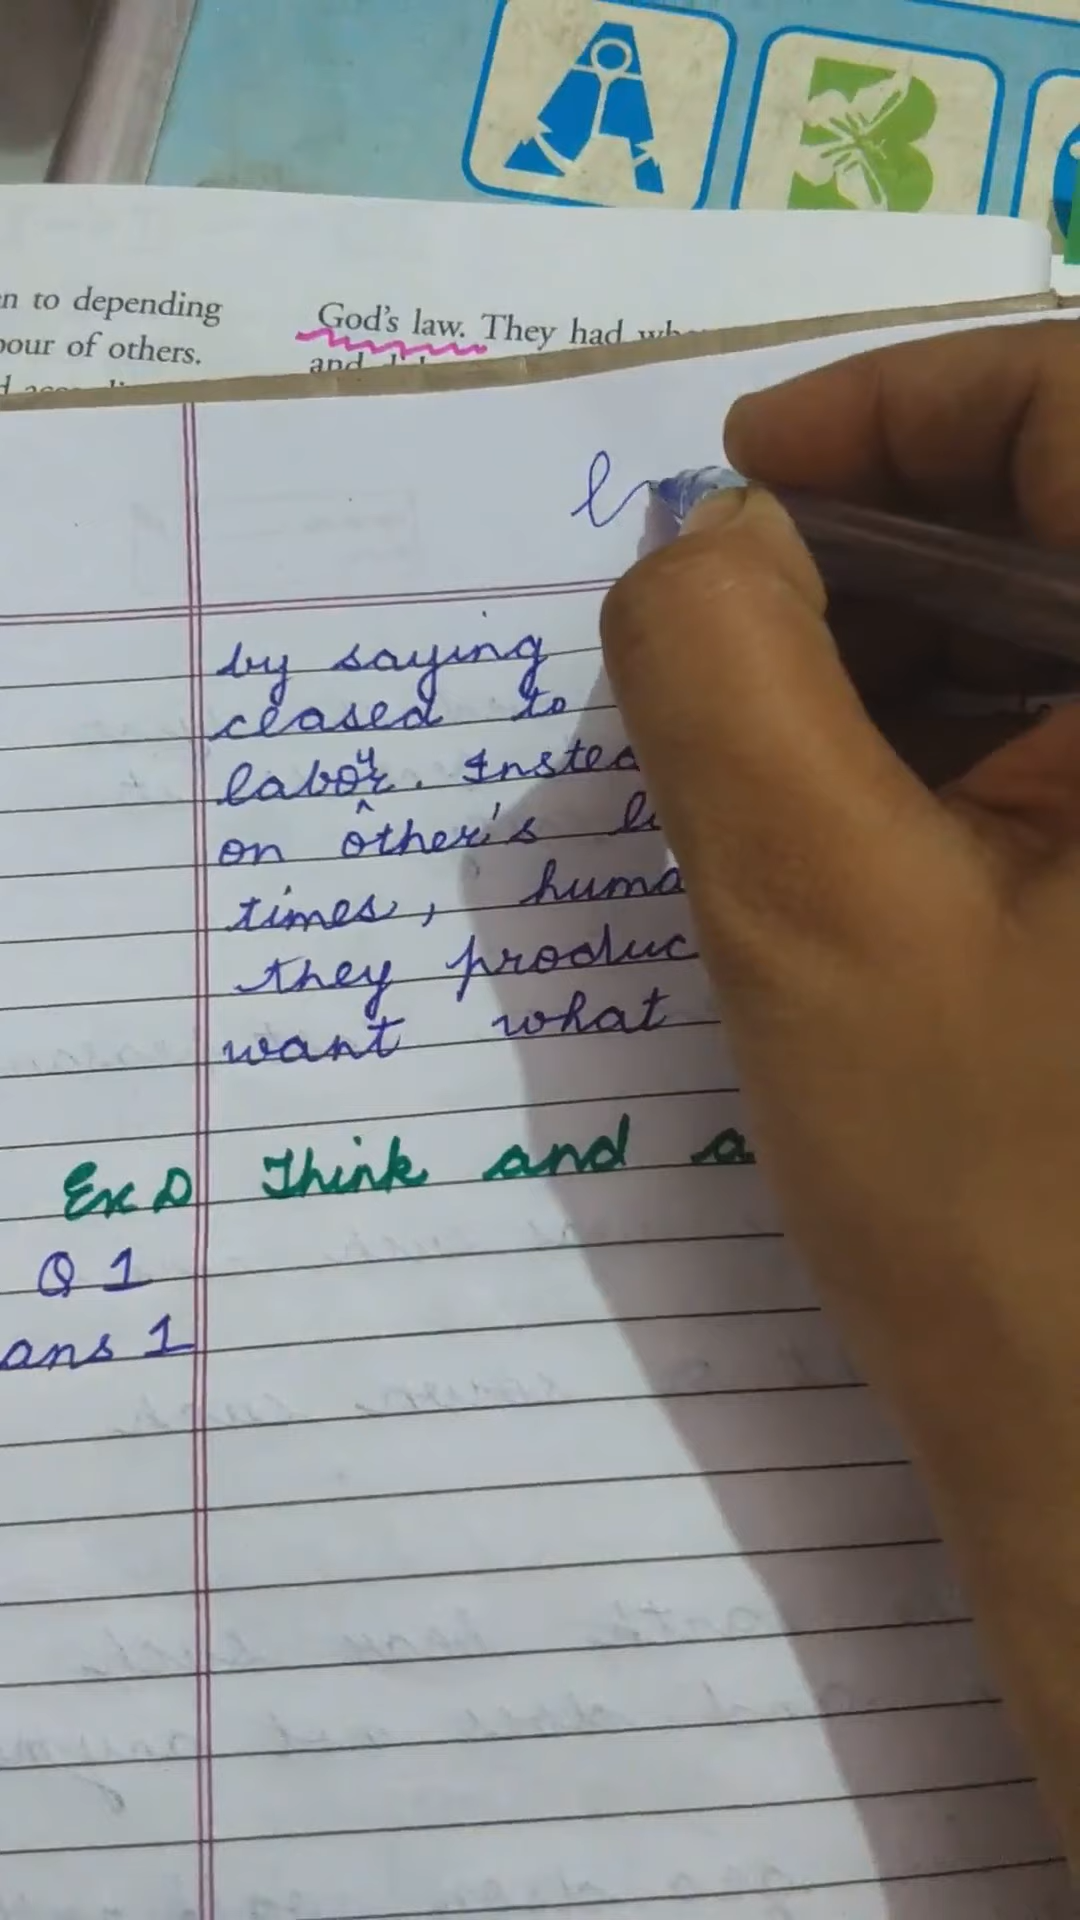 A B
n to depending
God's law. They had
our of others.
and
by saying
ceased to
labour. Instea
on other's
times, huma
they produc
want what
Ex D Think and a
Q 1
ans 1